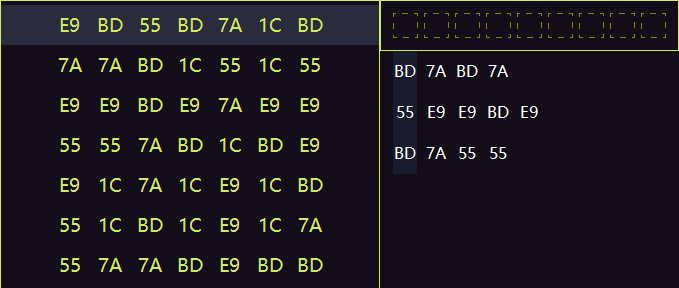 E9 BD 55 BD 7A 1C BD
7A 7A BD 1C 55 1C 55
E9 E9 BD E9 7A E9 E9
55 55 7A BD 1C BD E9
E9 1C 7A 1C E9 1C BD
55 1C BD 1C E9 1C 7A
55 7A 7A BD E9 BD BD
BD 7A BD 7A
55 E9 E9 BD E9
BD 7A 55 55